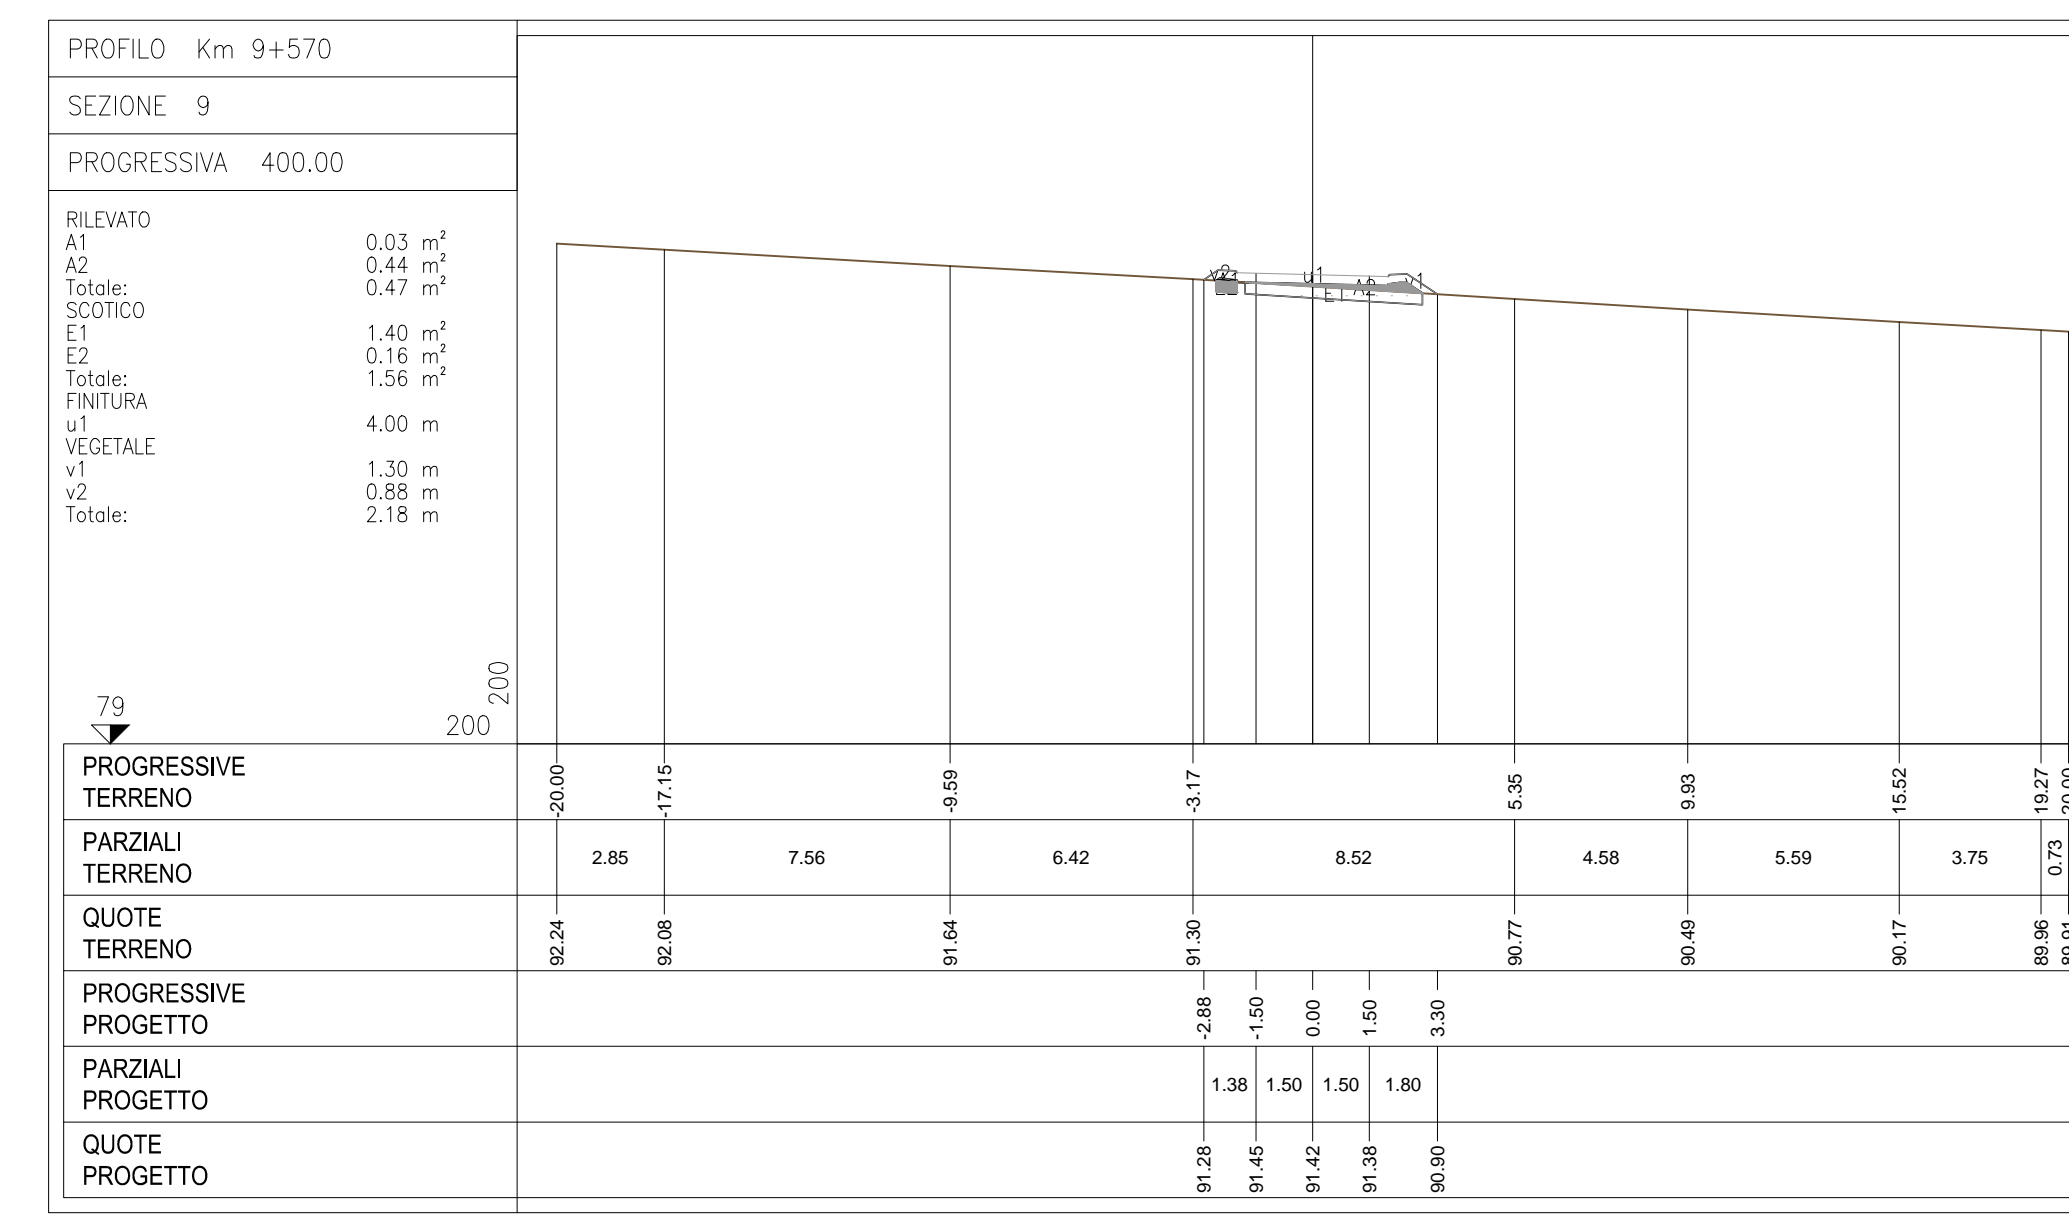 PROFILO Km 9+570
SEZIONE 9
PROGRESSIVA 400.00
RILEVATO
A1 0.03 m²
A2 0.44 m²
Totale: 0.47 m²
SCOTICO
E1 1.40 m²
E2 0.16 m²
Totale: 1.56 m²
FINITURA
u1 4.00 m
VEGETALE
v1 1.30 m
v2 0.88 m
Totale: 2.18 m
u1
A2
79
200
200
PROGRESSIVE TERRENO
-20.00 -17.15 -9.59 -3.17 5.35 9.93 15.52 19.27 20.00
PARZIALI TERRENO
2.85 7.56 6.42 8.52 4.58 5.59 3.75 0.73
QUOTE TERRENO
92.24 92.08 91.64 91.30 90.77 90.49 90.17 89.96 89.91
PROGRESSIVE PROGETTO
-2.88 -1.50 0.00 1.50 3.30
PARZIALI PROGETTO
1.38 1.50 1.50 1.80
QUOTE PROGETTO
91.28 91.45 91.42 91.38 90.90